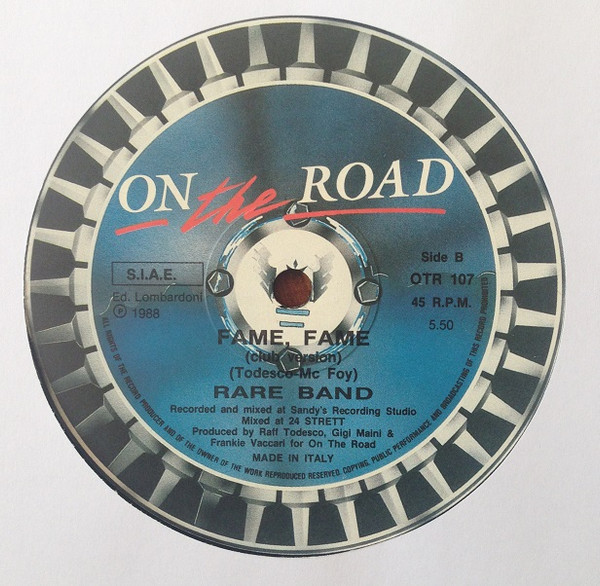 ON the ROAD
S.I.A.E.
Ed. Lombardoni
℗ 1988
Side B
OTR 107
45 R.P.M.
5.50
FAME, FAME
(club version)
(Todesco-Mc Foy)
RARE BAND
Recorded and mixed at Sandy's Recording Studio
Mixed at 24 STRETT
Produced by Raff Todesco, Gigi Maini &
Frankie Vaccari for On The Road
MADE IN ITALY
ALL RIGHTS OF THE RECORD PRODUCER AND OF THE OWNER OF THE WORK REPRODUCED RESERVED. COPYING, PUBLIC PERFORMANCE AND BROADCASTING OF THIS RECORD PROHIBITED